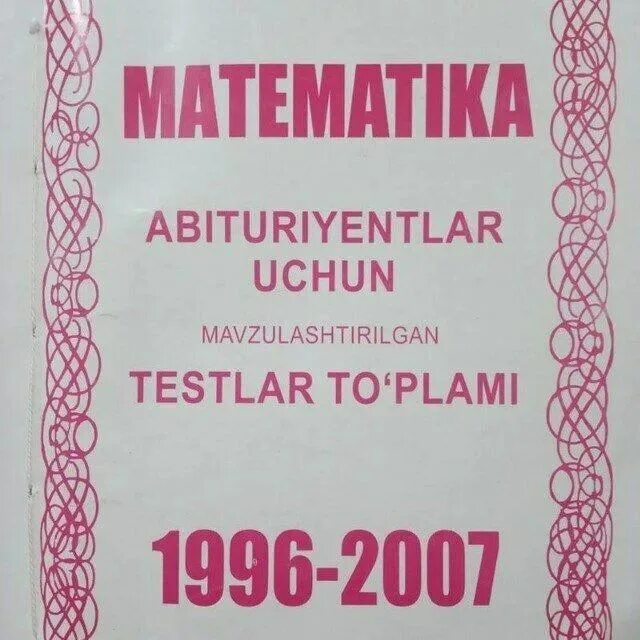 MATEMATIKA
ABITURIYENTLAR
UCHUN
MAVZULASHTIRILGAN
TESTLAR TO‘PLAMI
1996-2007